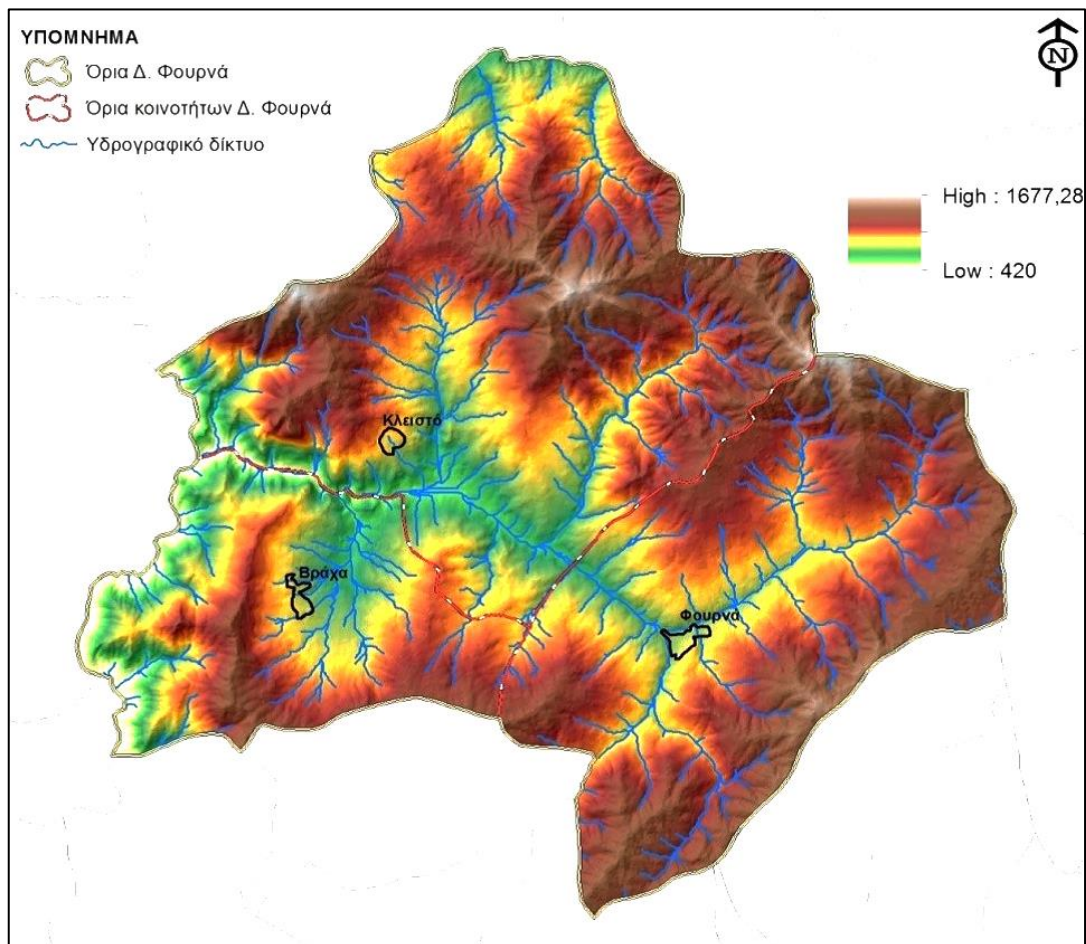 ΥΠΟΜΝΗΜΑ
Όρια Δ. Φουρνά
Όρια κοινοτήτων Δ. Φουρνά
Υδρογραφικό δίκτυο
N
High : 1677,28
Low : 420
Κλειστό
Βράχα
Φουρνά